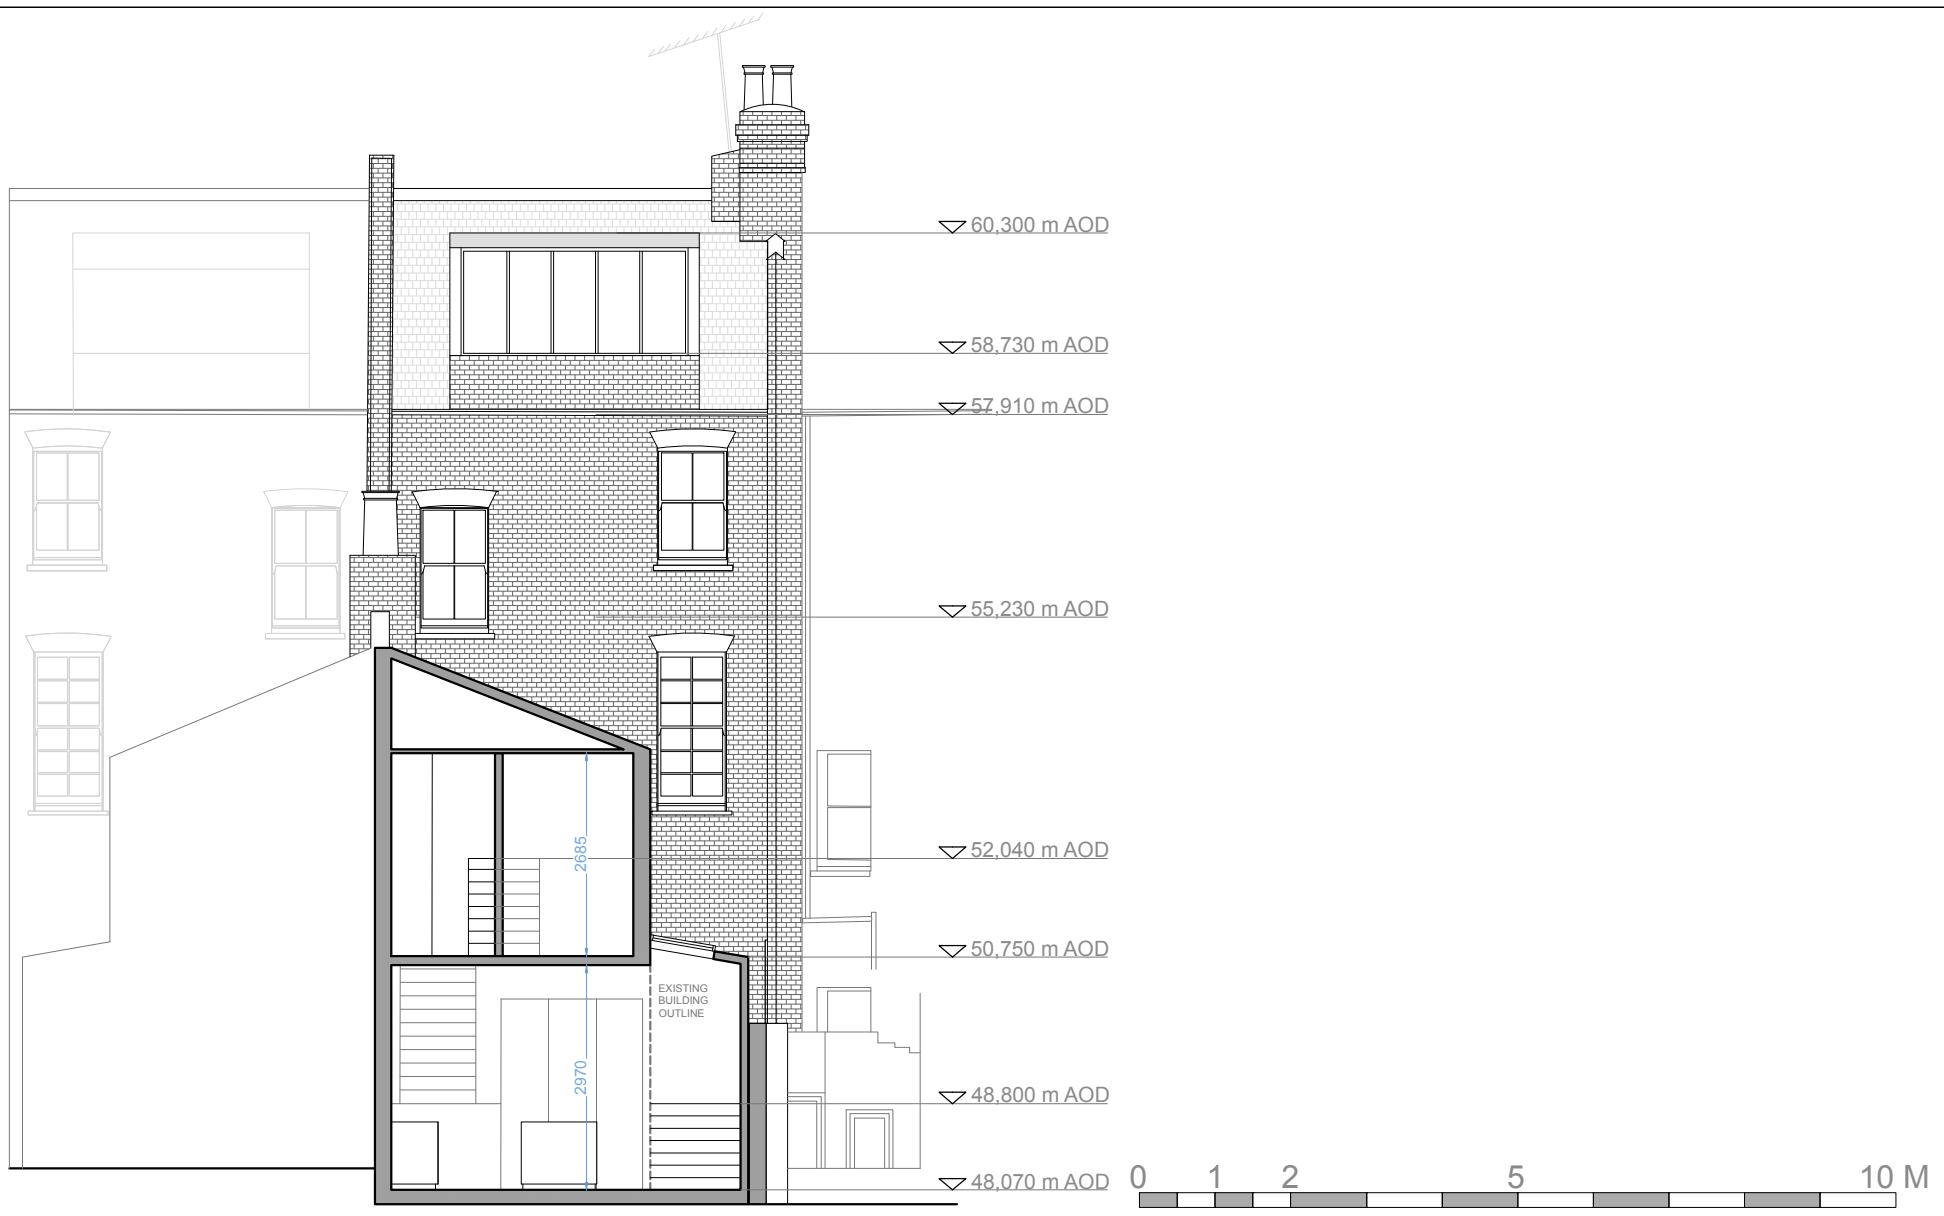 60,300 m AOD
58,730 m AOD
57,910 m AOD
55,230 m AOD
2685
52,040 m AOD
50,750 m AOD
EXISTING
BUILDING
OUTLINE
2970
48,800 m AOD
48,070 m AOD
0 1 2 5 10 M